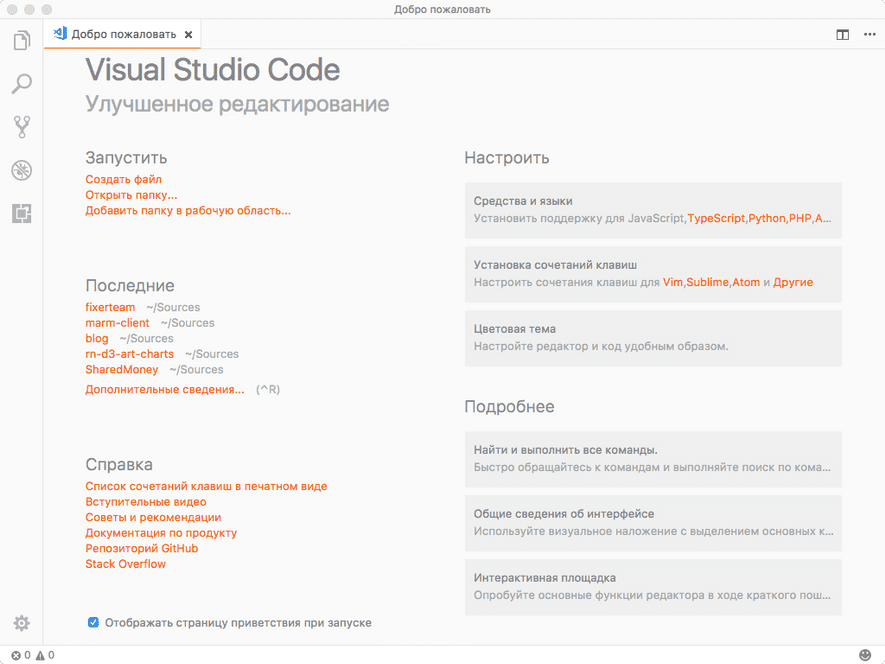 Добро пожаловать
Добро пожаловать
Visual Studio Code
Улучшенное редактирование
Запустить
Создать файл
Открыть папку...
Добавить папку в рабочую область...
Последние
fixerteam ~/Sources
marm-client ~/Sources
blog ~/Sources
rn-d3-art-charts ~/Sources
SharedMoney ~/Sources
Дополнительные сведения... (^R)
Справка
Список сочетаний клавиш в печатном виде
Вступительные видео
Советы и рекомендации
Документация по продукту
Репозиторий GitHub
Stack Overflow
Отображать страницу приветствия при запуске
Настроить
Средства и языки
Установить поддержку для JavaScript,TypeScript,Python,PHP,A...
Установка сочетаний клавиш
Настроить сочетания клавиш для Vim,Sublime,Atom и Другие
Цветовая тема
Настройте редактор и код удобным образом.
Подробнее
Найти и выполнить все команды.
Быстро обращайтесь к командам и выполняйте поиск по кома...
Общие сведения об интерфейсе
Используйте визуальное наложение с выделением основных к...
Интерактивная площадка
Опробуйте основные функции редактора в ходе краткого пош...
0 0